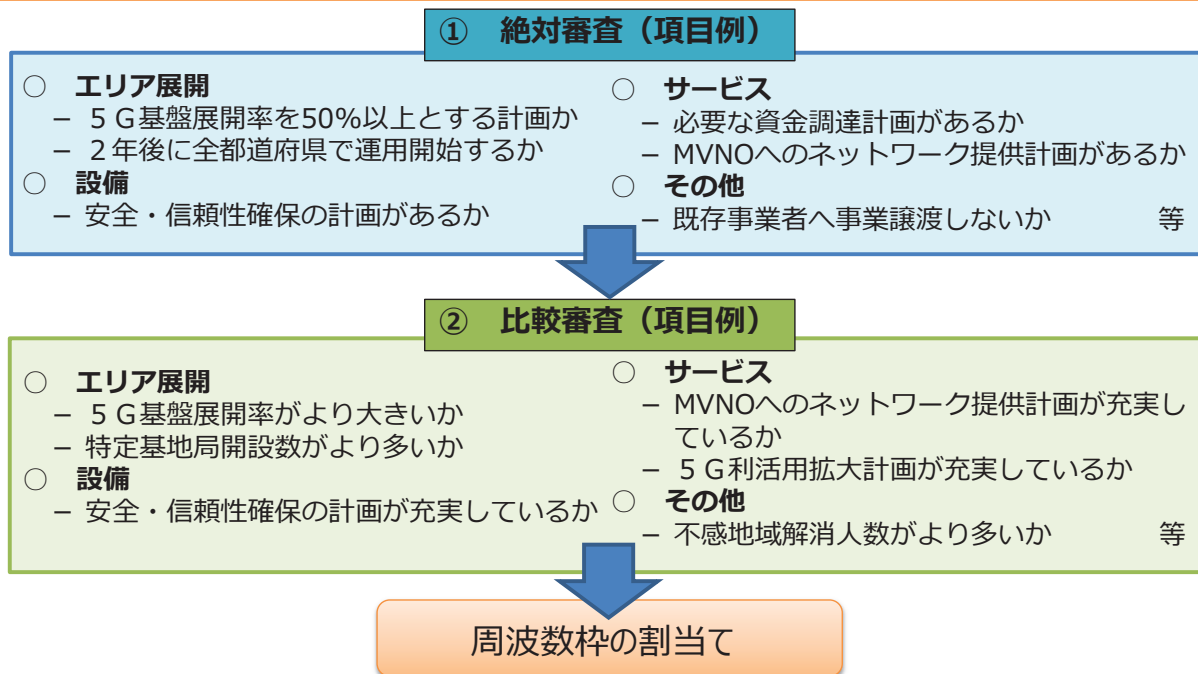 ① 絶対審査（項目例）
○ エリア展開
− ５Ｇ基盤展開率を50%以上とする計画か
− ２年後に全都道府県で運用開始するか
○ 設備
− 安全・信頼性確保の計画があるか
○ サービス
− 必要な資金調達計画があるか
− MVNOへのネットワーク提供計画があるか
○ その他
− 既存事業者へ事業譲渡しないか 等
② 比較審査（項目例）
○ エリア展開
− ５Ｇ基盤展開率がより大きいか
− 特定基地局開設数がより多いか
○ 設備
− 安全・信頼性確保の計画が充実しているか
○ サービス
− MVNOへのネットワーク提供計画が充実し
ているか
− ５Ｇ利活用拡大計画が充実しているか
○ その他
− 不感地域解消人数がより多いか 等
周波数枠の割当て